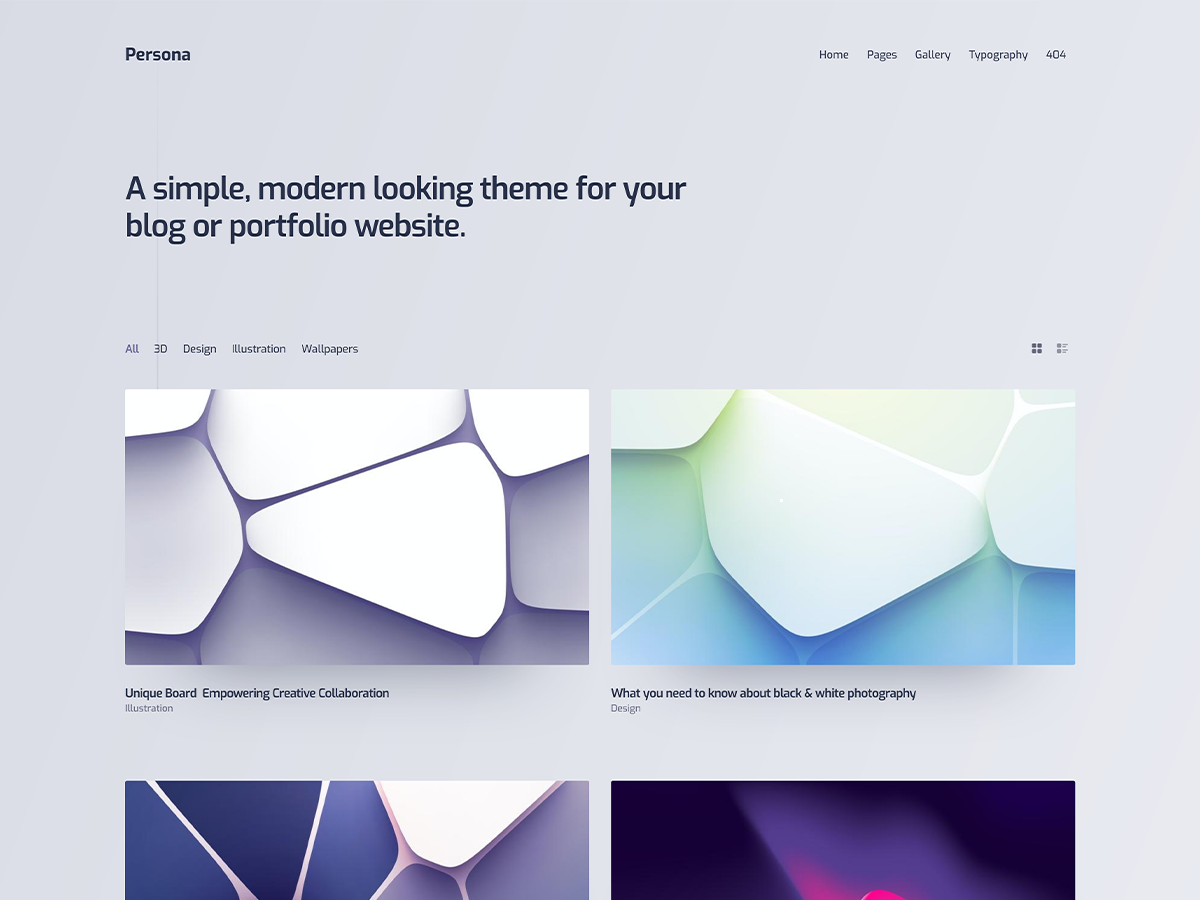 Persona
Home Pages Gallery Typography 404
A simple, modern looking theme for your
blog or portfolio website.
All 3D Design Illustration Wallpapers
Unique Board Empowering Creative Collaboration
Illustration
What you need to know about black & white photography
Design